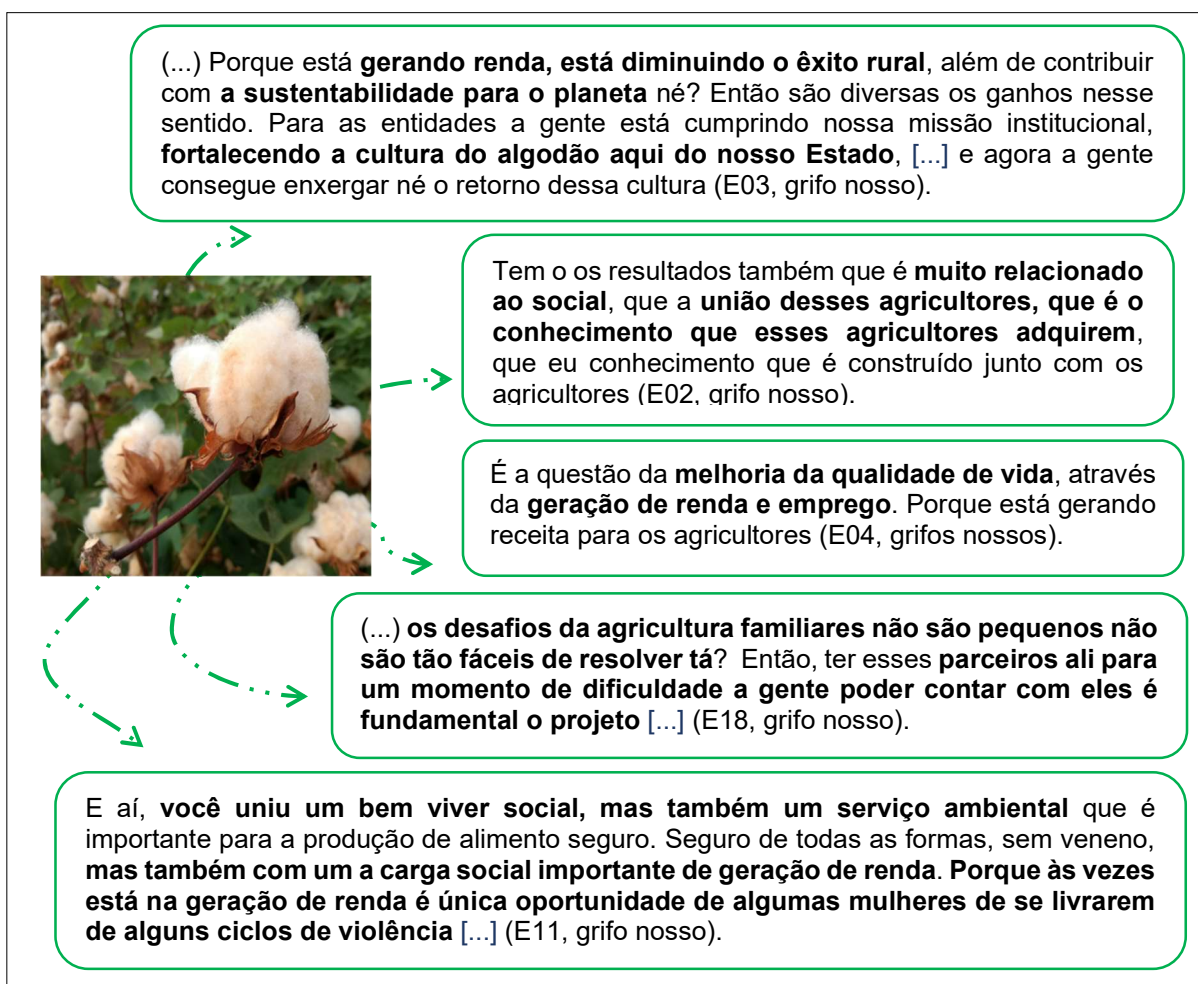 (...) Porque está gerando renda, está diminuindo o êxito rural, além de contribuir
com a sustentabilidade para o planeta né? Então são diversas os ganhos nesse
sentido. Para as entidades a gente está cumprindo nossa missão institucional,
fortalecendo a cultura do algodão aqui do nosso Estado, [...] e agora a gente
consegue enxergar né o retorno dessa cultura (E03, grifo nosso).
Tem o os resultados também que é muito relacionado
ao social, que a união desses agricultores, que é o
conhecimento que esses agricultores adquirem,
que eu conhecimento que é construído junto com os
agricultores (E02, grifo nosso).
É a questão da melhoria da qualidade de vida, através
da geração de renda e emprego. Porque está gerando
receita para os agricultores (E04, grifos nossos).
(...) os desafios da agricultura familiares não são pequenos não
são tão fáceis de resolver tá? Então, ter esses parceiros ali para
um momento de dificuldade a gente poder contar com eles é
fundamental o projeto [...] (E18, grifo nosso).
E aí, você uniu um bem viver social, mas também um serviço ambiental que é
importante para a produção de alimento seguro. Seguro de todas as formas, sem veneno,
mas também com um a carga social importante de geração de renda. Porque às vezes
está na geração de renda é única oportunidade de algumas mulheres de se livrarem
de alguns ciclos de violência [...] (E11, grifo nosso).